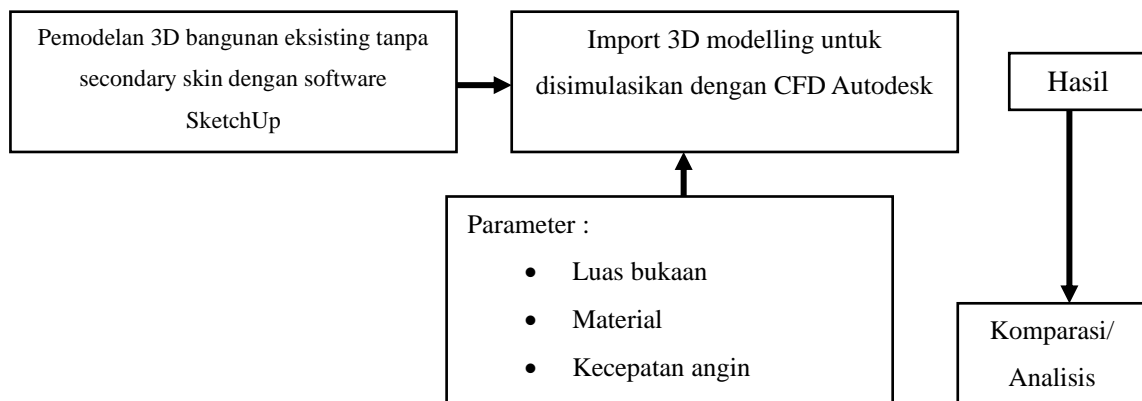 Pemodelan 3D bangunan eksisting tanpa
secondary skin dengan software
SketchUp
Import 3D modelling untuk
disimulasikan dengan CFD Autodesk
Hasil
Parameter :
• Luas bukaan
• Material
• Kecepatan angin
Komparasi/
Analisis